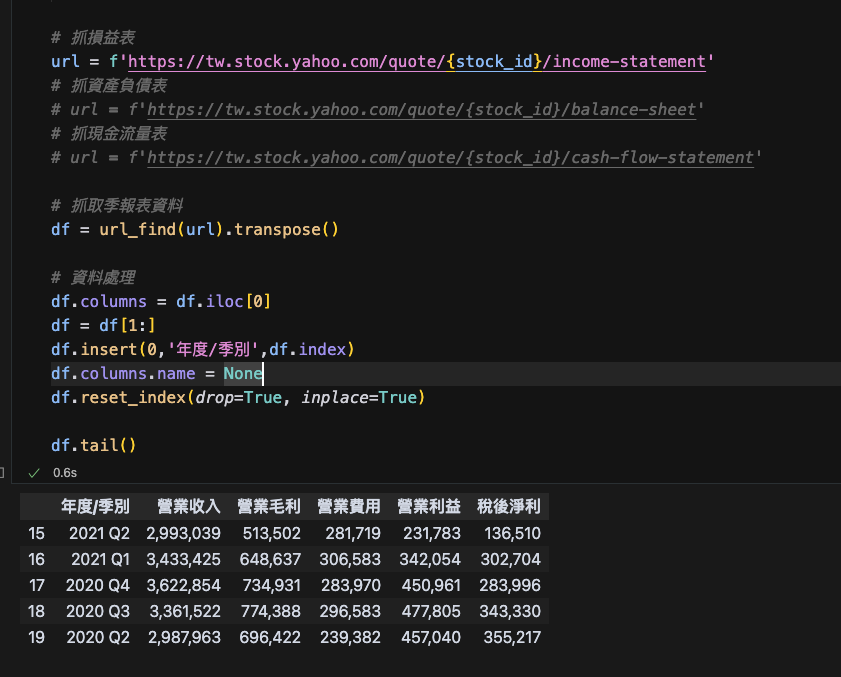 # 抓損益表
url = f'https://tw.stock.yahoo.com/quote/{stock_id}/income-statement'
# 抓資產負債表
# url = f'https://tw.stock.yahoo.com/quote/{stock_id}/balance-sheet'
# 抓現金流量表
# url = f'https://tw.stock.yahoo.com/quote/{stock_id}/cash-flow-statement'
# 抓取季報表資料
df = url_find(url).transpose()
# 資料處理
df.columns = df.iloc[0]
df = df[1:]
df.insert(0,'年度/季別',df.index)
df.columns.name = None
df.reset_index(drop=True, inplace=True)
df.tail()
0.6s
年度/季別 營業收入 營業毛利 營業費用 營業利益 稅後淨利
15 2021 Q2 2,993,039 513,502 281,719 231,783 136,510
16 2021 Q1 3,433,425 648,637 306,583 342,054 302,704
17 2020 Q4 3,622,854 734,931 283,970 450,961 283,996
18 2020 Q3 3,361,522 774,388 296,583 477,805 343,330
19 2020 Q2 2,987,963 696,422 239,382 457,040 355,217